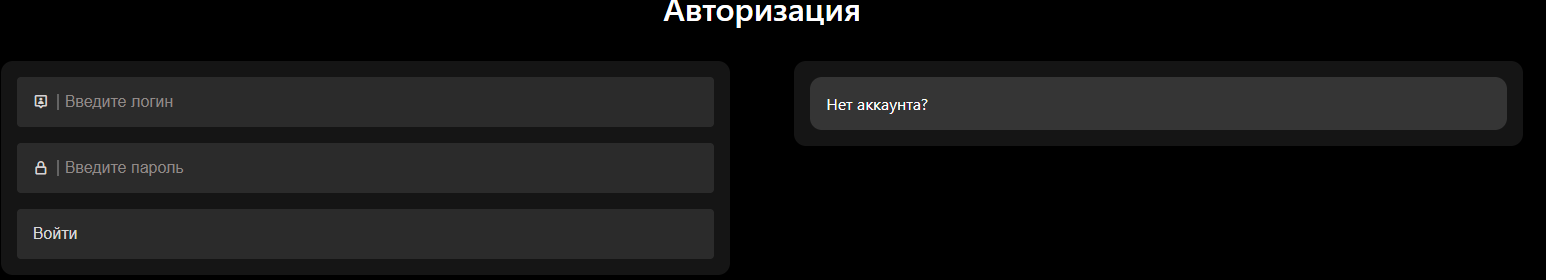 Авторизация
| Введите логин
| Введите пароль
Войти
Нет аккаунта?